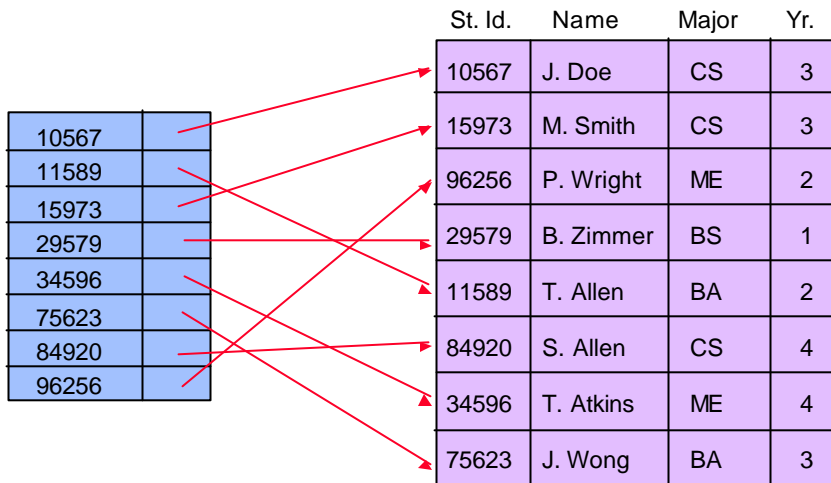 St. Id. Name Major Yr.
10567 J. Doe CS 3
15973 M. Smith CS 3
96256 P. Wright ME 2
29579 B. Zimmer BS 1
11589 T. Allen BA 2
84920 S. Allen CS 4
34596 T. Atkins ME 4
75623 J. Wong BA 3
10567
11589
15973
29579
34596
75623
84920
96256